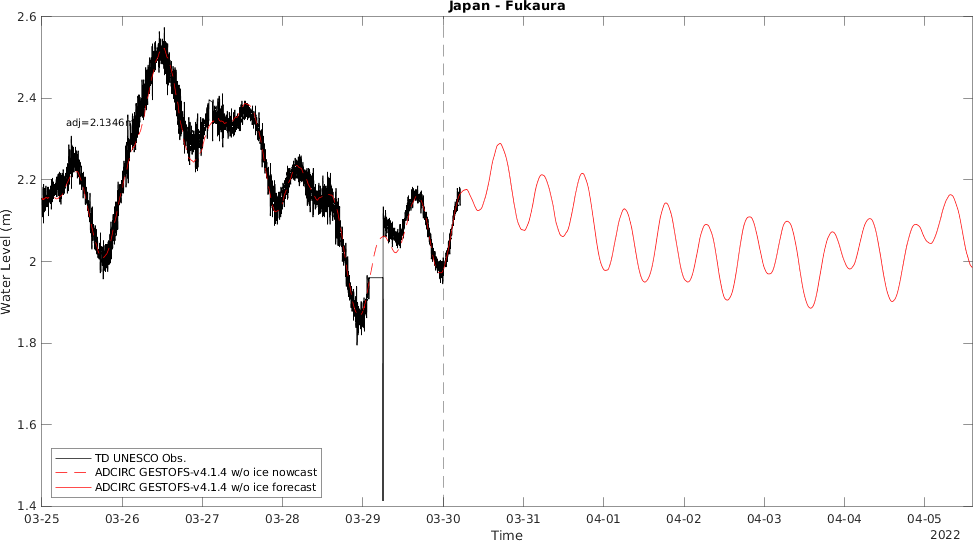 Japan - Fukaura
2.6
2.4
2.2
2
1.8
1.6
1.4
Water Level (m)
adj=2.1346m
TD UNESCO Obs.
ADCIRC GESTOFS-v4.1.4 w/o ice nowcast
ADCIRC GESTOFS-v4.1.4 w/o ice forecast
03-25 03-26 03-27 03-28 03-29 03-30 03-31 04-01 04-02 04-03 04-04 04-05
Time
2022